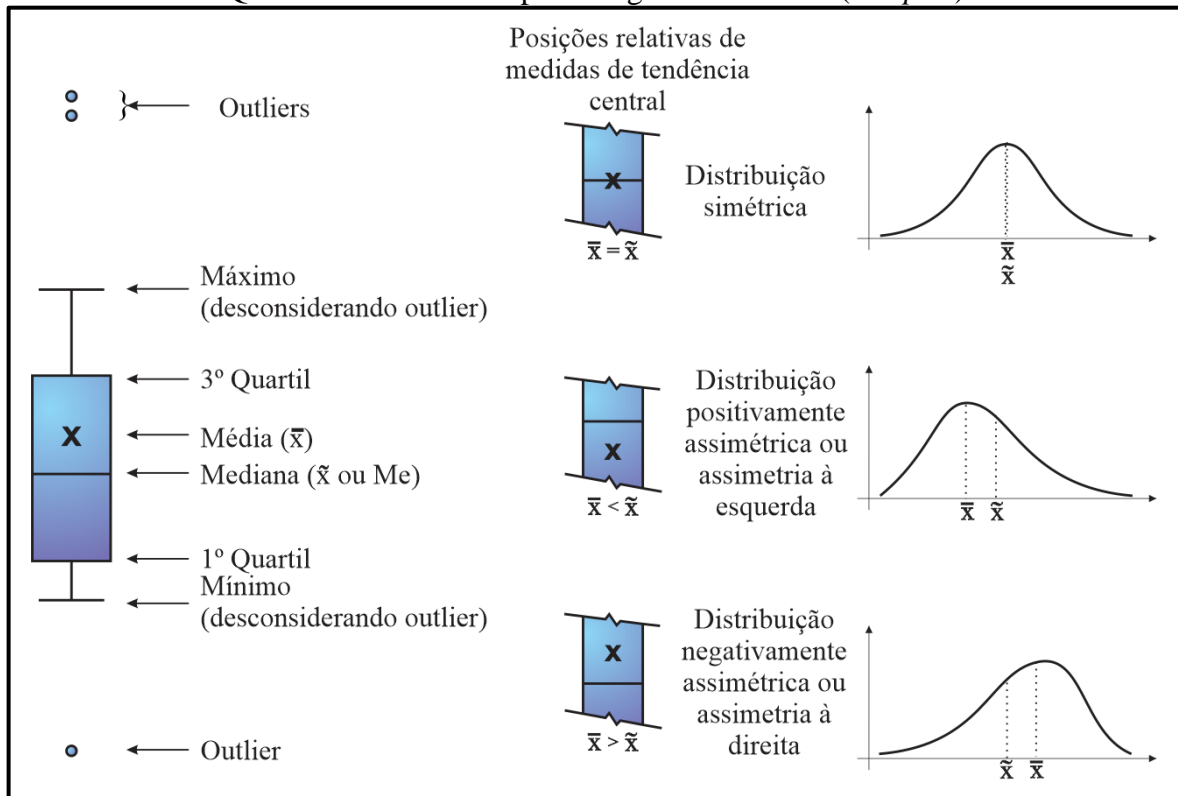 Posições relativas de
medidas de tendência
central
Outliers
Máximo
(desconsiderando outlier)
3º Quartil
x
Média (x̅)
Mediana (x̃ ou Me)
1º Quartil
Mínimo
(desconsiderando outlier)
Outlier
x
x̅ = x̃
Distribuição
simétrica
x̅
x̃
x
x̅ < x̃
Distribuição
positivamente
assimétrica ou
assimetria à
esquerda
x̅ x̃
x
x̅ > x̃
Distribuição
negativamente
assimétrica ou
assimetria à
direita
x̃ x̅